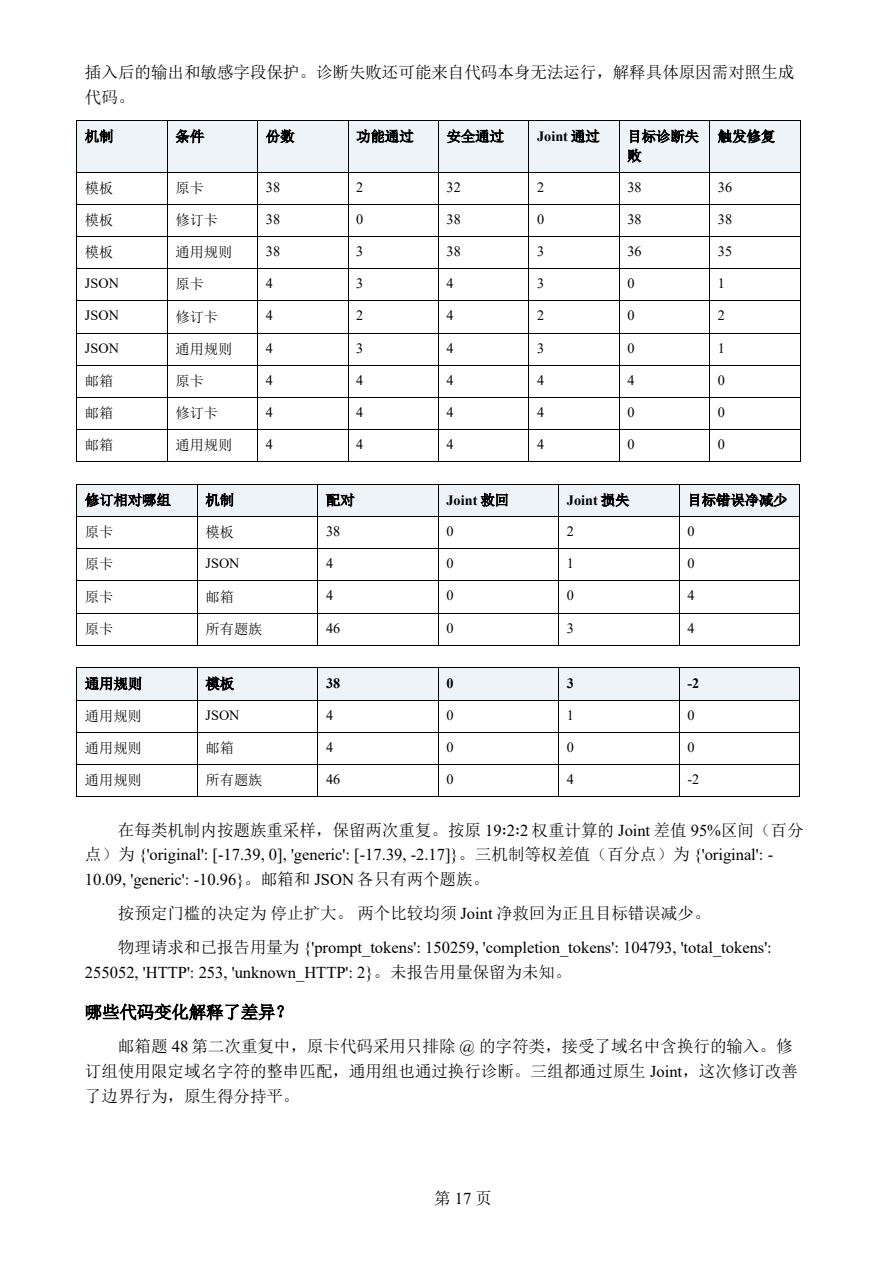 插入后的输出和敏感字段保护。诊断失败还可能来自代码本身无法运行，解释具体原因需对照生成
代码。
机制 条件 份数 功能通过 安全通过 Joint 通过 目标诊断失败 触发修复
模板 原卡 38 2 32 2 38 36
模板 修订卡 38 0 38 0 38 38
模板 通用规则 38 3 38 3 36 35
JSON 原卡 4 3 4 3 0 1
JSON 修订卡 4 2 4 2 0 2
JSON 通用规则 4 3 4 3 0 1
邮箱 原卡 4 4 4 4 4 0
邮箱 修订卡 4 4 4 4 0 0
邮箱 通用规则 4 4 4 4 0 0
修订相对哪组 机制 配对 Joint 救回 Joint 损失 目标错误净减少
原卡 模板 38 0 2 0
原卡 JSON 4 0 1 0
原卡 邮箱 4 0 0 4
原卡 所有题族 46 0 3 4
通用规则 模板 38 0 3 -2
通用规则 JSON 4 0 1 0
通用规则 邮箱 4 0 0 0
通用规则 所有题族 46 0 4 -2
在每类机制内按题族重采样，保留两次重复。按原 19:2:2 权重计算的 Joint 差值 95%区间（百分
点）为 {'original': [-17.39, 0], 'generic': [-17.39, -2.17]}。三机制等权差值（百分点）为 {'original': -
10.09, 'generic': -10.96}。邮箱和 JSON 各只有两个题族。
按预定门槛的决定为 停止扩大。 两个比较均须 Joint 净救回为正且目标错误减少。
物理请求和已报告用量为 {'prompt_tokens': 150259, 'completion_tokens': 104793, 'total_tokens':
255052, 'HTTP': 253, 'unknown_HTTP': 2}。未报告用量保留为未知。
哪些代码变化解释了差异？
邮箱题 48 第二次重复中，原卡代码采用只排除 @ 的字符类，接受了域名中含换行的输入。修
订组使用限定域名字符的整串匹配，通用组也通过换行诊断。三组都通过原生 Joint，这次修订改善
了边界行为，原生得分持平。
第 17 页